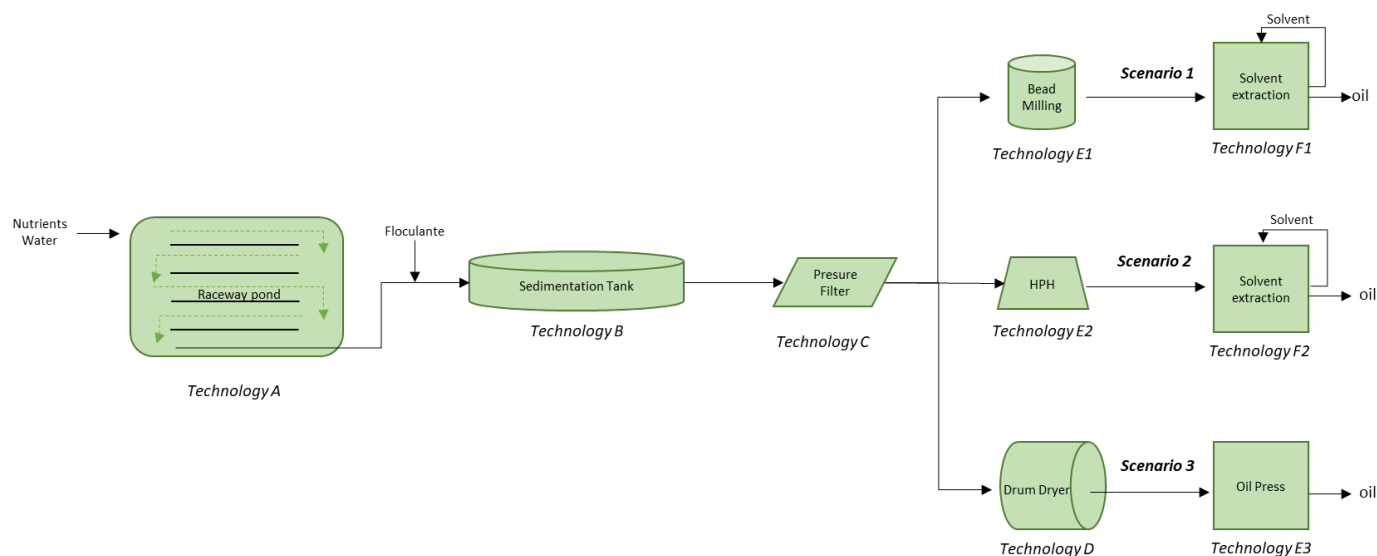 Nutrients
Water
Raceway pond
Technology A
Floculante
Sedimentation Tank
Technology B
Presure
Filter
Technology C
Bead
Milling
Technology E1
Scenario 1
Solvent
Solvent
extraction
oil
Technology F1
HPH
Technology E2
Scenario 2
Solvent
Solvent
extraction
oil
Technology F2
Drum Dryer
Technology D
Scenario 3
Oil Press
oil
Technology E3